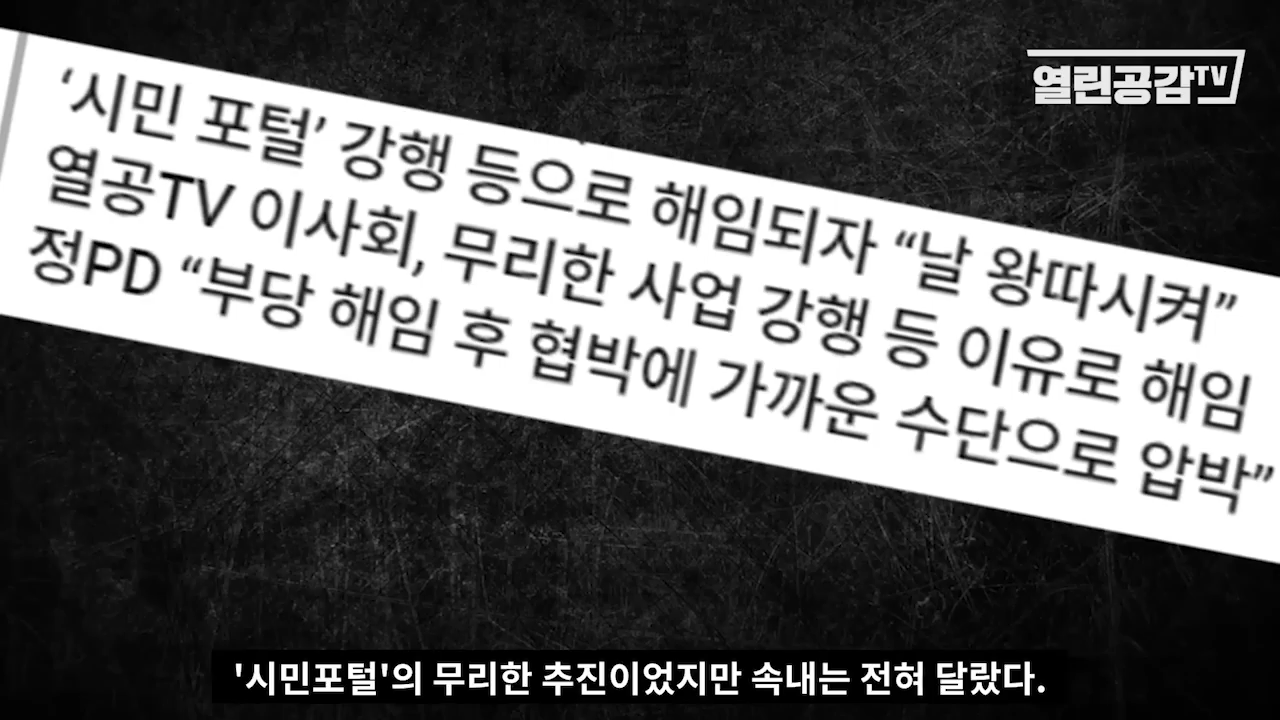 열린공감TV
‘시민 포털’ 강행 등으로 해임되자 “날 왕따시켜”
열공TV 이사회, 무리한 사업 강행 등 이유로 해임
정PD “부당 해임 후 협박에 가까운 수단으로 압박”
'시민포털'의 무리한 추진이었지만 속내는 전혀 달랐다.